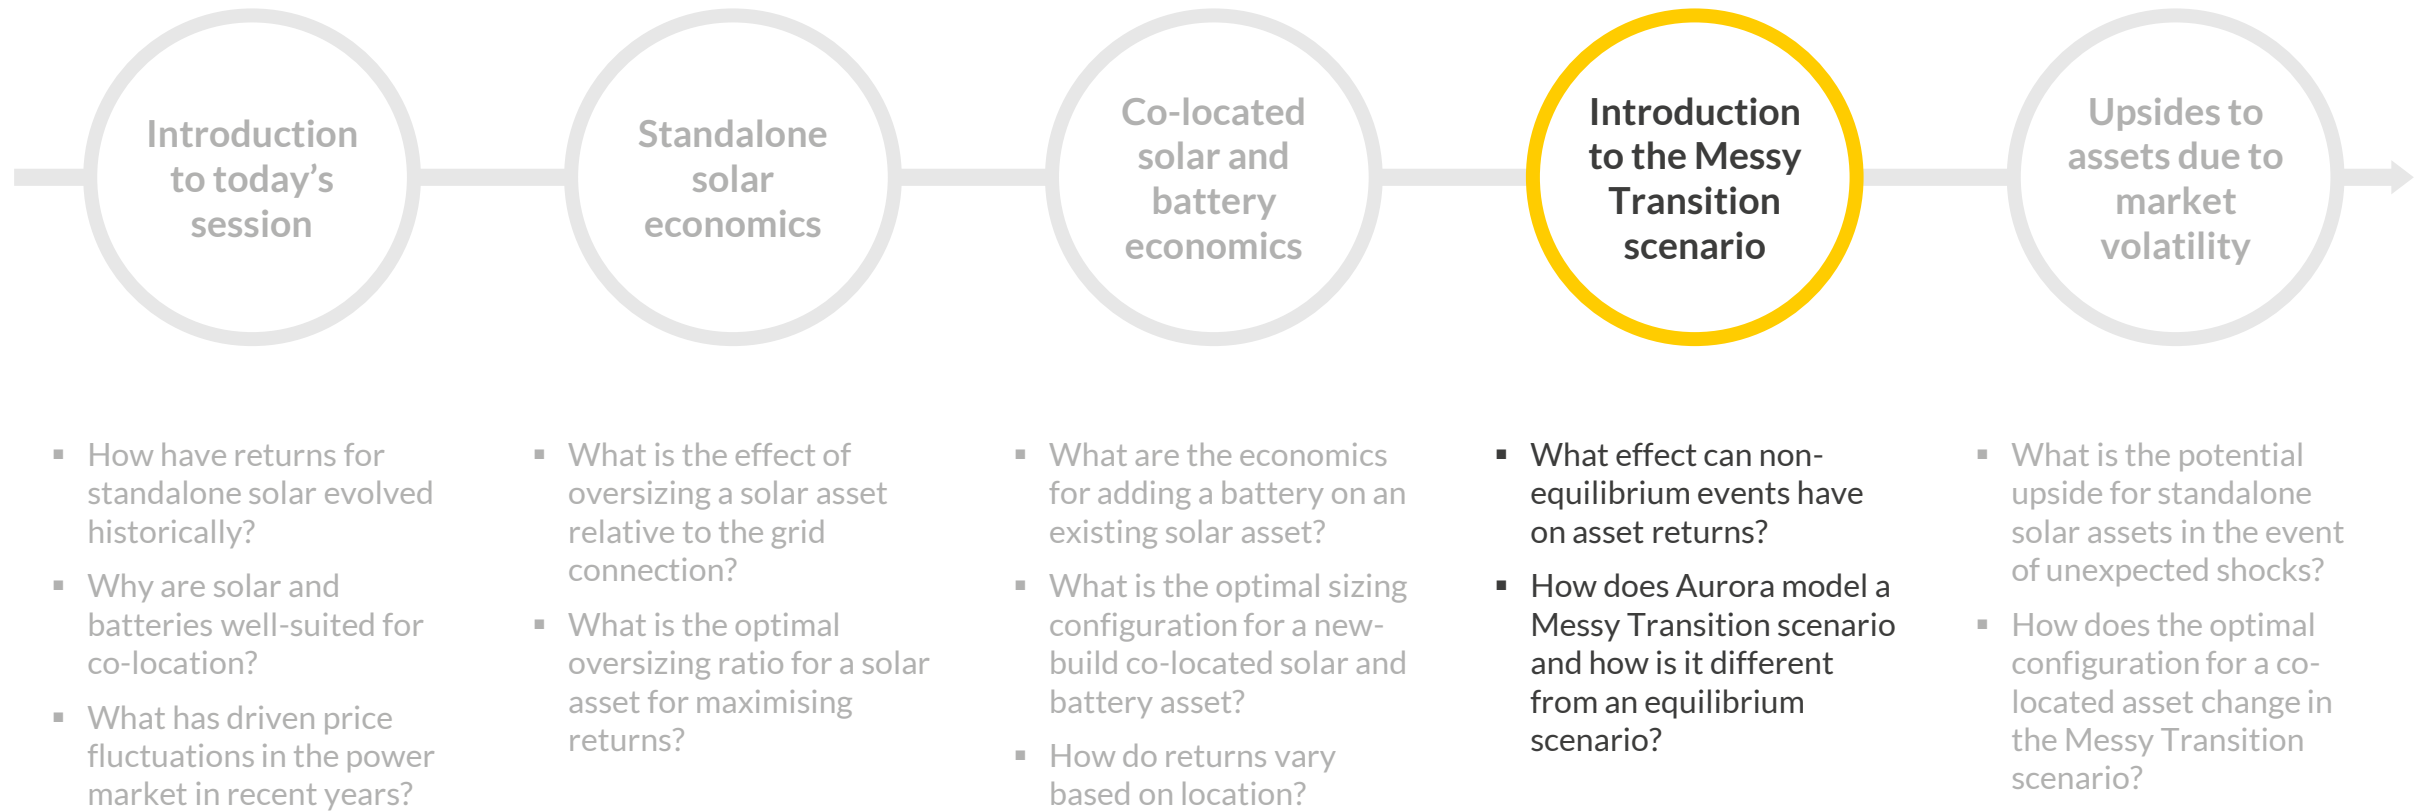 Introduction
to today’s
session
Standalone
solar
economics
Co-located
solar and
battery
economics
Introduction
to the Messy
Transition
scenario
Upsides to
assets due to
market
volatility
▪ How have returns for
standalone solar evolved
historically?
▪ Why are solar and
batteries well-suited for
co-location?
▪ What has driven price
fluctuations in the power
market in recent years?
▪ What is the effect of
oversizing a solar asset
relative to the grid
connection?
▪ What is the optimal
oversizing ratio for a solar
asset for maximising
returns?
▪ What are the economics
for adding a battery on an
existing solar asset?
▪ What is the optimal sizing
configuration for a new-
build co-located solar and
battery asset?
▪ How do returns vary
based on location?
▪ What effect can non-
equilibrium events have
on asset returns?
▪ How does Aurora model a
Messy Transition scenario
and how is it different
from an equilibrium
scenario?
▪ What is the potential
upside for standalone
solar assets in the event
of unexpected shocks?
▪ How does the optimal
configuration for a co-
located asset change in
the Messy Transition
scenario?